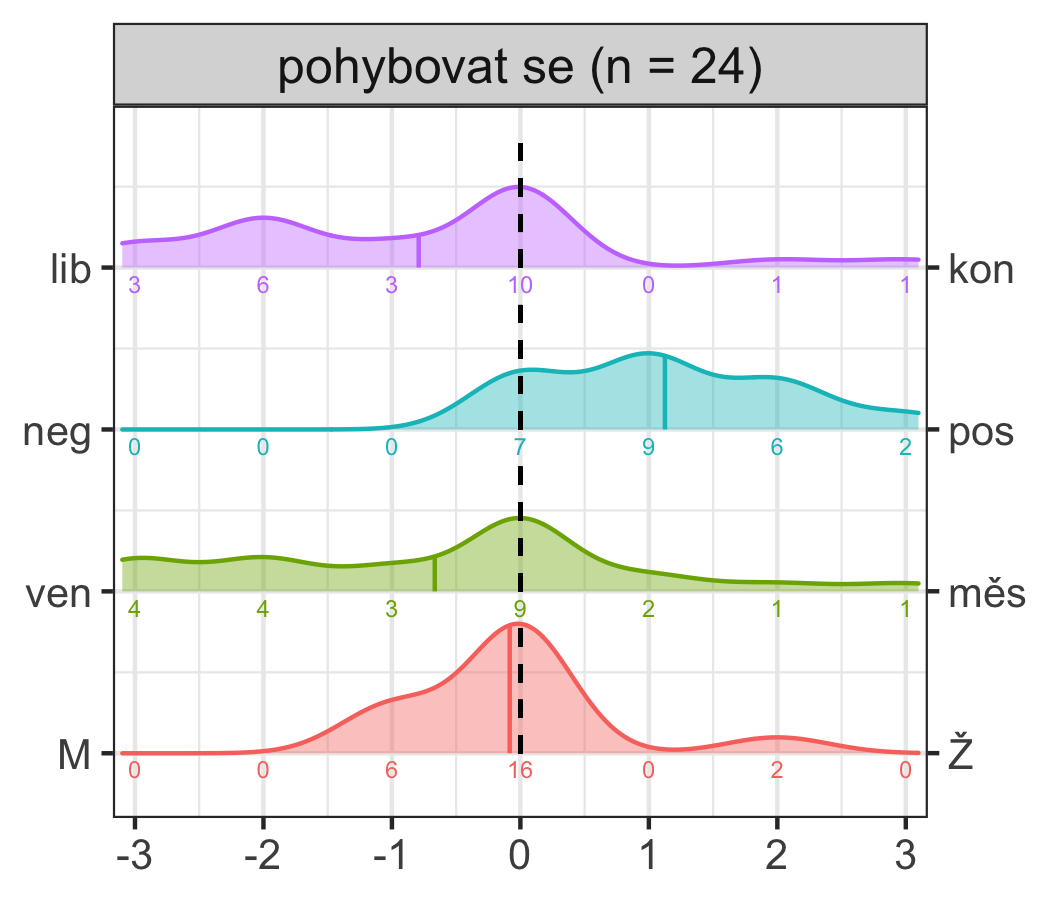 pohybovat se (n = 24)
lib kon
3 6 3 10 0 1 1
neg pos
0 0 0 7 9 6 2
ven měs
4 4 3 9 2 1 1
M Ž
0 0 6 16 0 2 0
-3 -2 -1 0 1 2 3